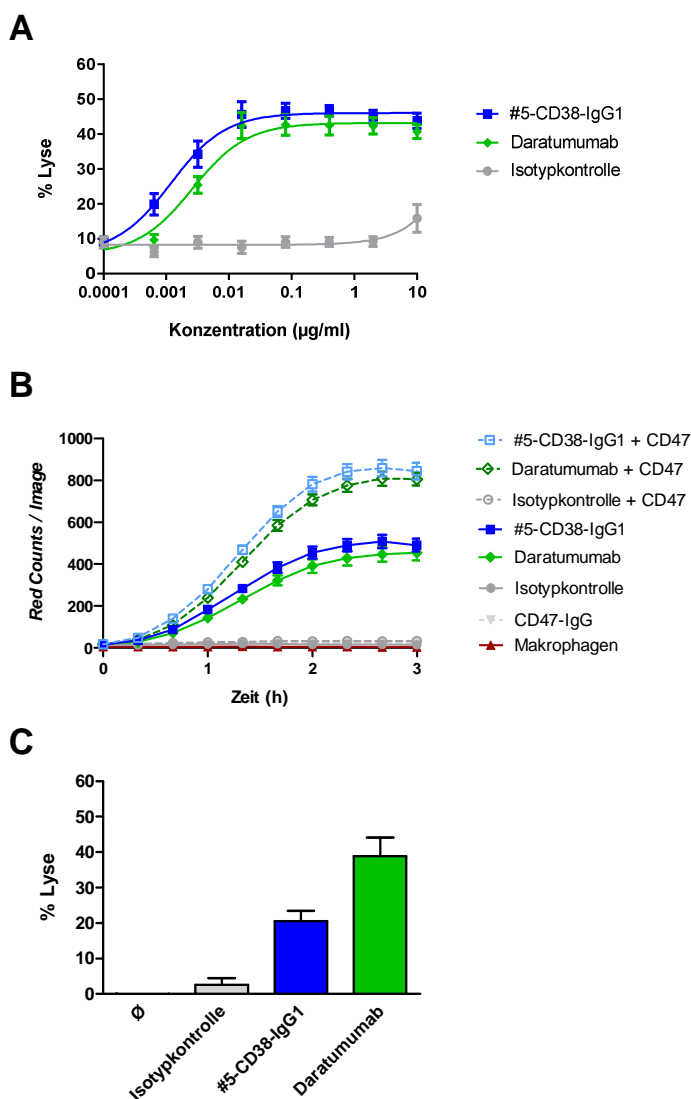 A
60
50
40
30
20
10
0
% Lyse
0.0001 0.001 0.01 0.1 1 10
Konzentration (µg/ml)
#5-CD38-IgG1
Daratumumab
Isotypkontrolle
B
1000
800
600
400
200
0
Red Counts / Image
0 1 2 3
Zeit (h)
#5-CD38-IgG1 + CD47
Daratumumab + CD47
Isotypkontrolle + CD47
#5-CD38-IgG1
Daratumumab
Isotypkontrolle
CD47-IgG
Makrophagen
C
60
50
40
30
20
10
0
% Lyse
Ø
Isotypkontrolle
#5-CD38-IgG1
Daratumumab